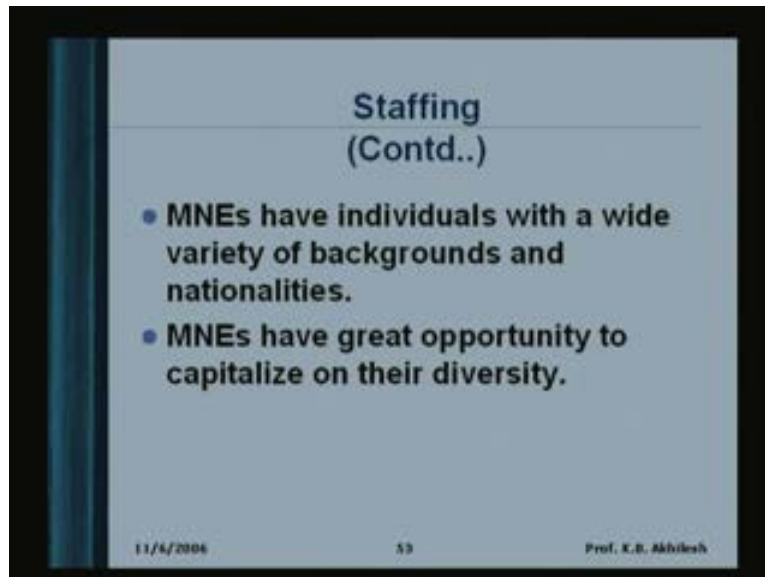 Staffing
(Contd..)
• MNEs have individuals with a wide
variety of backgrounds and
nationalities.
• MNEs have great opportunity to
capitalize on their diversity.
11/6/2006 53 Prof. K.B. Akhilesh